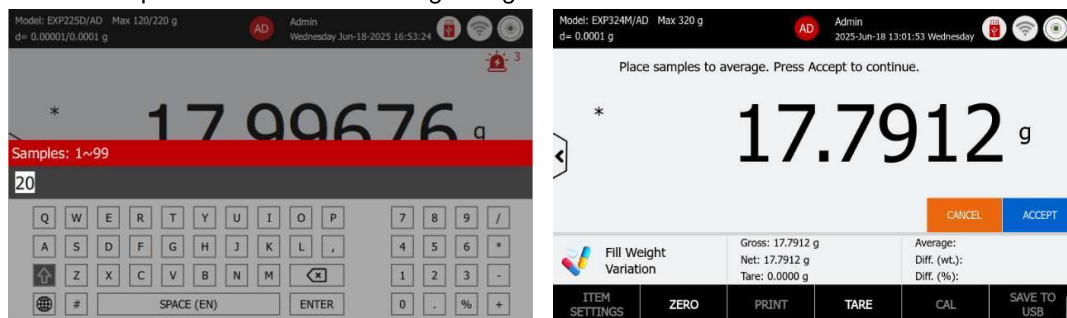 Model: EXP225D/AD Max 120/220 g
d= 0.00001/0.0001 g
AD
Admin
Wednesday Jun-18-2025 16:53:24
3
*
17.99676 g
Samples: 1~99
20
Q W E R T Y U I O P 7 8 9 /
A S D F G H J K L , 4 5 6 *
Z X C V B N M 1 2 3 -
# SPACE (EN) ENTER 0 . % +
Model: EXP324M/AD Max 320 g
d= 0.0001 g
AD
Admin
2025-Jun-18 13:01:53 Wednesday
Place samples to average. Press Accept to continue.
*
17.7912 g
CANCEL ACCEPT
Fill Weight
Variation
Gross: 17.7912 g
Net: 17.7912 g
Tare: 0.0000 g
Average:
Diff. (wt.):
Diff. (%):
ITEM
SETTINGS
ZERO
PRINT
TARE
CAL
SAVE TO
USB